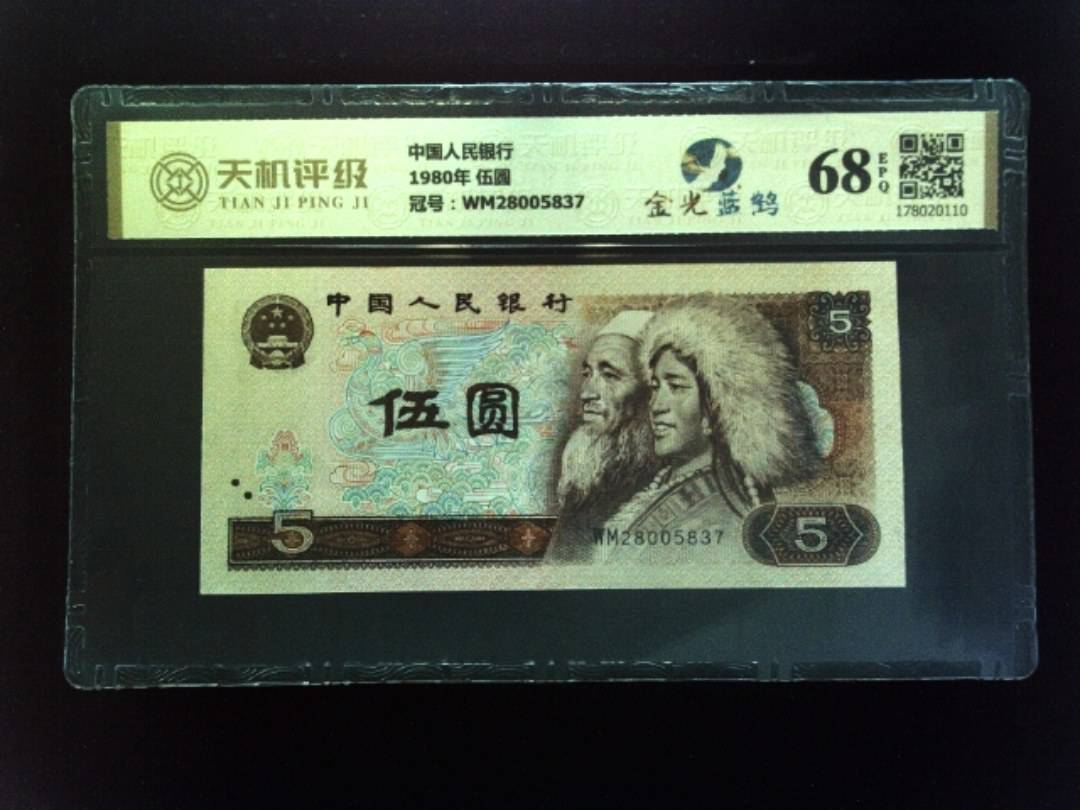 天机评级
TIAN JI PING JI
中国人民银行
1980年 伍圆
冠号：WM28005837
金光蓝鹤
68
EPQ
178020110
中国人民银行
5
伍圆
5
WM28005837
5